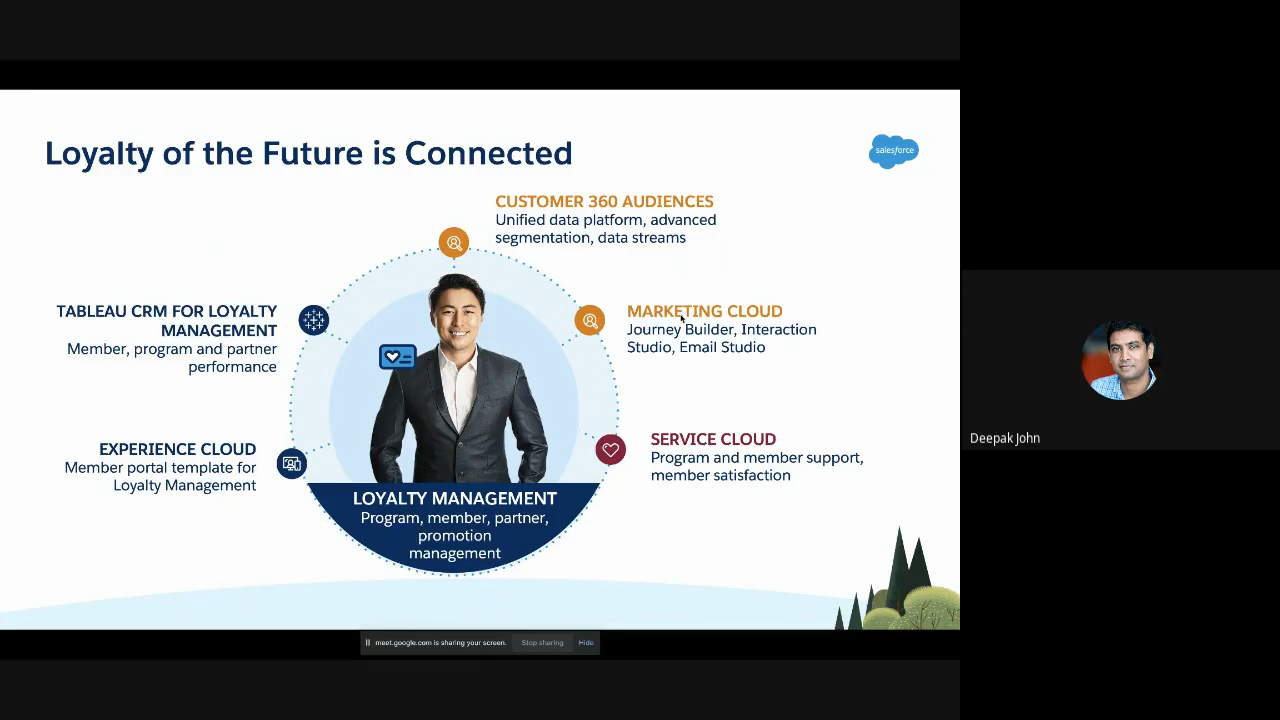 Loyalty of the Future is Connected
salesforce
CUSTOMER 360 AUDIENCES
Unified data platform, advanced
segmentation, data streams
TABLEAU CRM FOR LOYALTY
MANAGEMENT
Member, program and partner
performance
MARKETING CLOUD
Journey Builder, Interaction
Studio, Email Studio
EXPERIENCE CLOUD
Member portal template for
Loyalty Management
SERVICE CLOUD
Program and member support,
member satisfaction
LOYALTY MANAGEMENT
Program, member, partner,
promotion
management
Deepak John
meet.google.com is sharing your screen. Stop sharing Hide